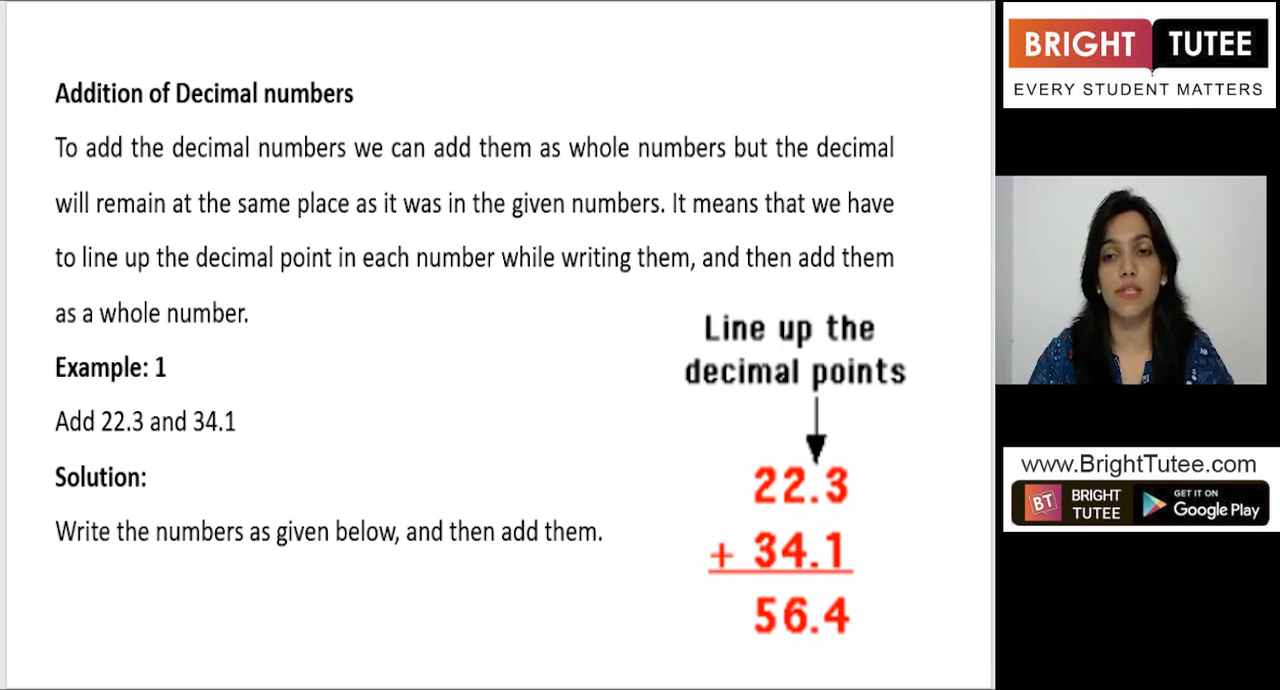 Addition of Decimal numbers
To add the decimal numbers we can add them as whole numbers but the decimal
will remain at the same place as it was in the given numbers. It means that we have
to line up the decimal point in each number while writing them, and then add them
as a whole number.
Example: 1
Add 22.3 and 34.1
Solution:
Write the numbers as given below, and then add them.
Line up the
decimal points
22.3
+ 34.1
56.4
BRIGHT TUTEE
EVERY STUDENT MATTERS
www.BrightTutee.com
BT
BRIGHT
TUTEE
GET IT ON
Google Play